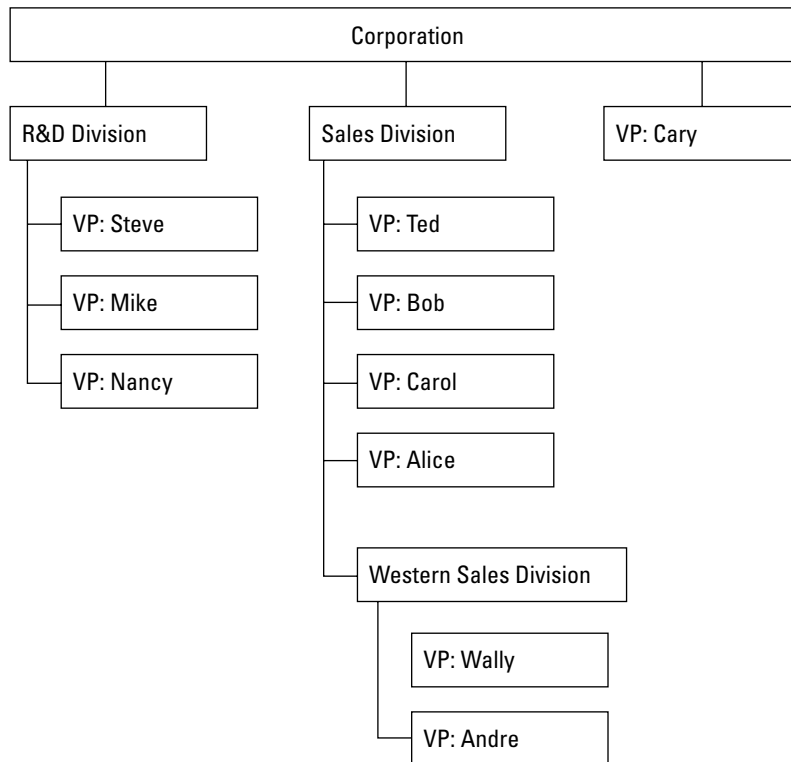 Corporation
R&D Division
Sales Division
VP: Cary
VP: Steve
VP: Mike
VP: Nancy
VP: Ted
VP: Bob
VP: Carol
VP: Alice
Western Sales Division
VP: Wally
VP: Andre